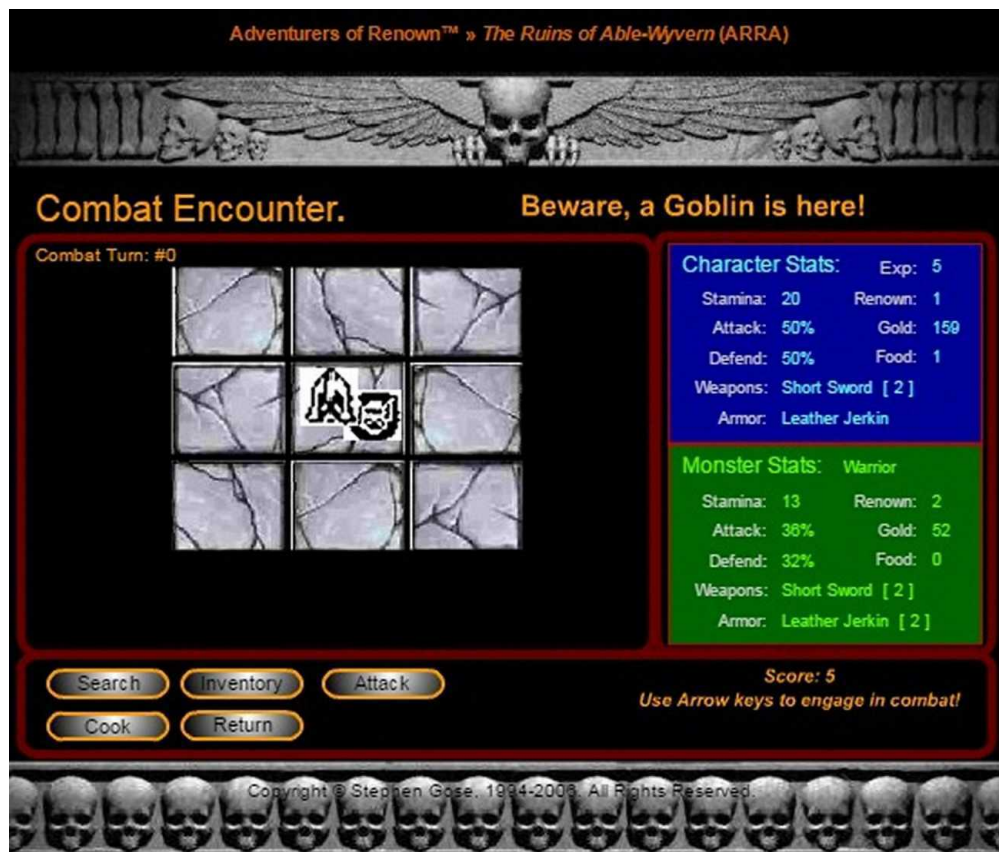 Adventurers of Renown™ » The Ruins of Able-Wyvern (ARRA)
Combat Encounter.
Beware, a Goblin is here!
Combat Turn: #0
Character Stats: Exp: 5
Stamina: 20 Renown: 1
Attack: 50% Gold: 159
Defend: 50% Food: 1
Weapons: Short Sword [ 2 ]
Armor: Leather Jerkin
Monster Stats: Warrior
Stamina: 13 Renown: 2
Attack: 36% Gold: 52
Defend: 32% Food: 0
Weapons: Short Sword [ 2 ]
Armor: Leather Jerkin [ 2 ]
Search Inventory Attack
Cook Return
Score: 5
Use Arrow keys to engage in combat!
Copyright © Stephen Gose, 1994-2006. All Rights Reserved.